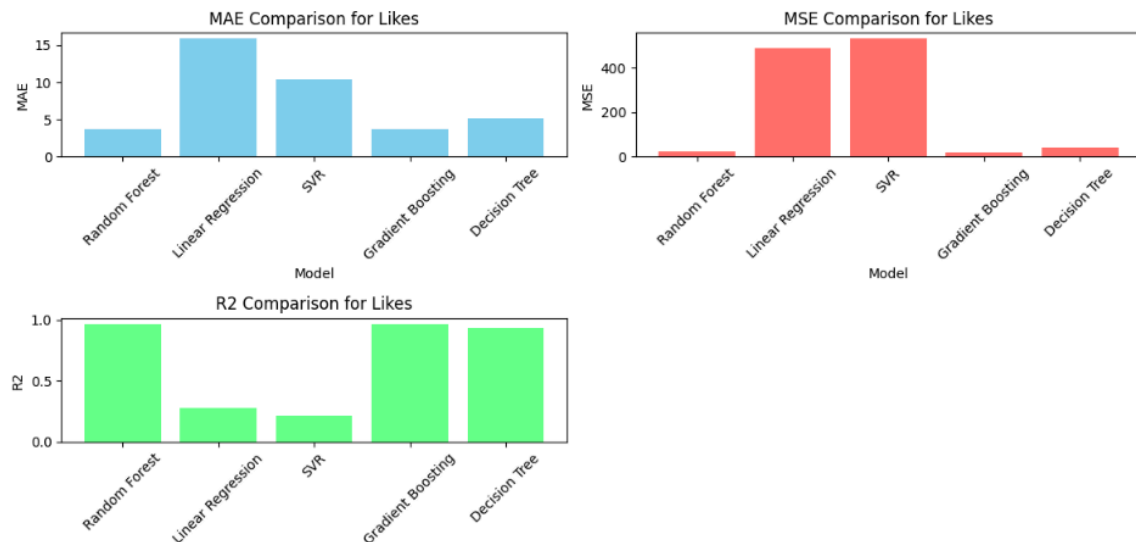 MAE Comparison for Likes
15
10
5
0
MAE
Random Forest
Linear Regression
SVR
Gradient Boosting
Decision Tree
Model
MSE Comparison for Likes
400
200
0
MSE
Random Forest
Linear Regression
SVR
Gradient Boosting
Decision Tree
Model
R2 Comparison for Likes
1.0
0.5
0.0
R2
Random Forest
Linear Regression
SVR
Gradient Boosting
Decision Tree